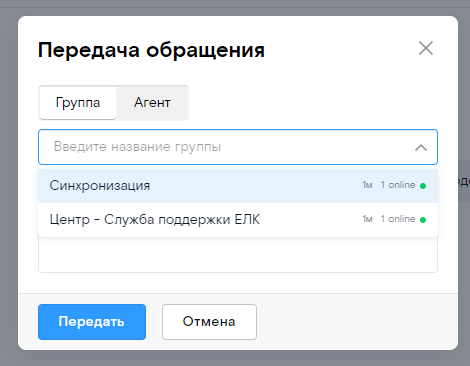 Передача обращения
Группа Агент
Введите название группы
Синхронизация 1м 1 online
Центр - Служба поддержки ЕЛК 1м 1 online
Передать Отмена